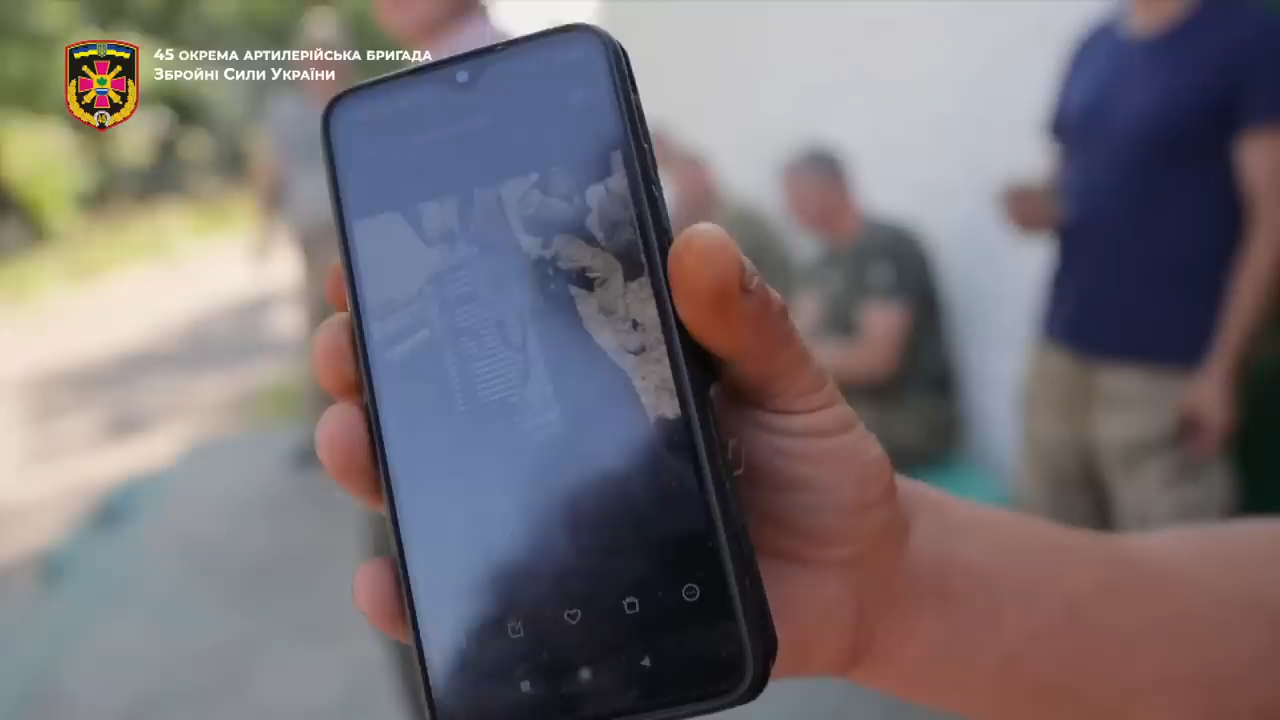 45 ОКРЕМА АРТИЛЕРІЙСЬКА БРИГАДА
ЗБРОЙНІ СИЛИ УКРАЇНИ